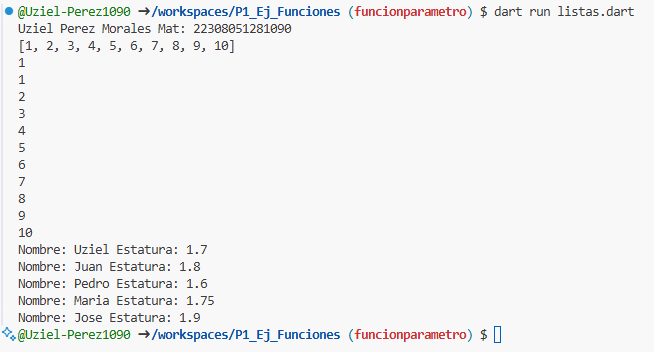 @Uziel-Perez1090 →/workspaces/P1_Ej_Funciones (funcionparametro) $ dart run listas.dart
Uziel Perez Morales Mat: 22308051281090
[1, 2, 3, 4, 5, 6, 7, 8, 9, 10]
1
1
2
3
4
5
6
7
8
9
10
Nombre: Uziel Estatura: 1.7
Nombre: Juan Estatura: 1.8
Nombre: Pedro Estatura: 1.6
Nombre: Maria Estatura: 1.75
Nombre: Jose Estatura: 1.9
@Uziel-Perez1090 →/workspaces/P1_Ej_Funciones (funcionparametro) $